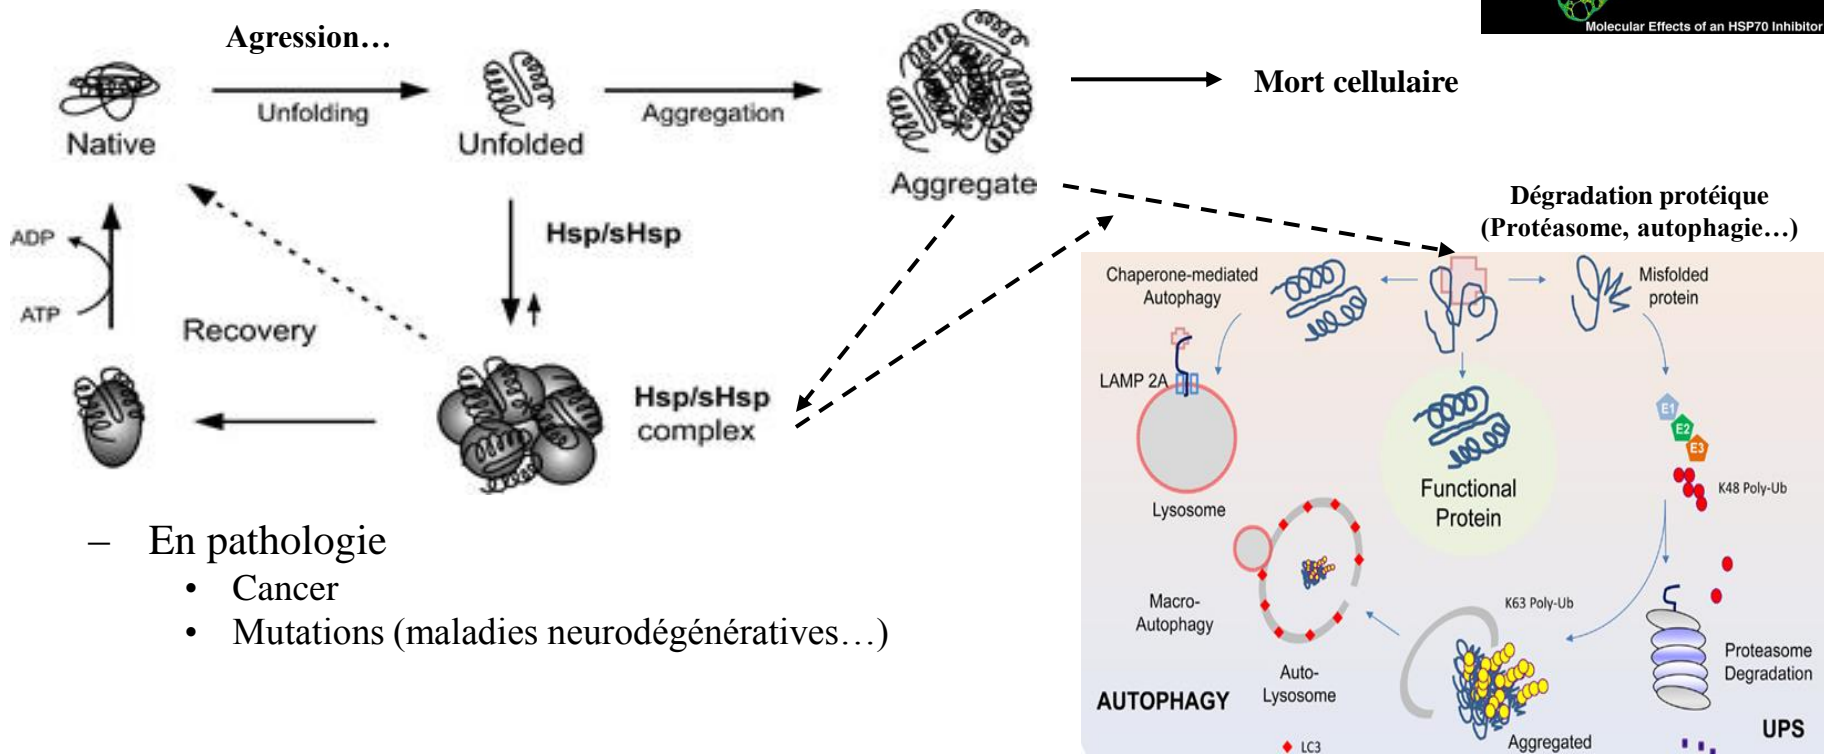 Molecular Effects of an HSP70 Inhibitor
Agression…
Unfolding
Aggregation
Mort cellulaire
Native
Unfolded
Aggregate
Dégradation protéique
(Protéasome, autophagie…)
ADP
ATP
Hsp/sHsp
Recovery
Hsp/sHsp
complex
Chaperone-mediated
Autophagy
Misfolded
protein
LAMP 2A
Lysosome
Functional
Protein
E1
E2
E3
K48 Poly-Ub
– En pathologie
• Cancer
• Mutations (maladies neurodégénératives…)
Macro-
Autophagy
K63 Poly-Ub
Auto-
Lysosome
Proteasome
Degradation
AUTOPHAGY
UPS
LC3
Aggregated